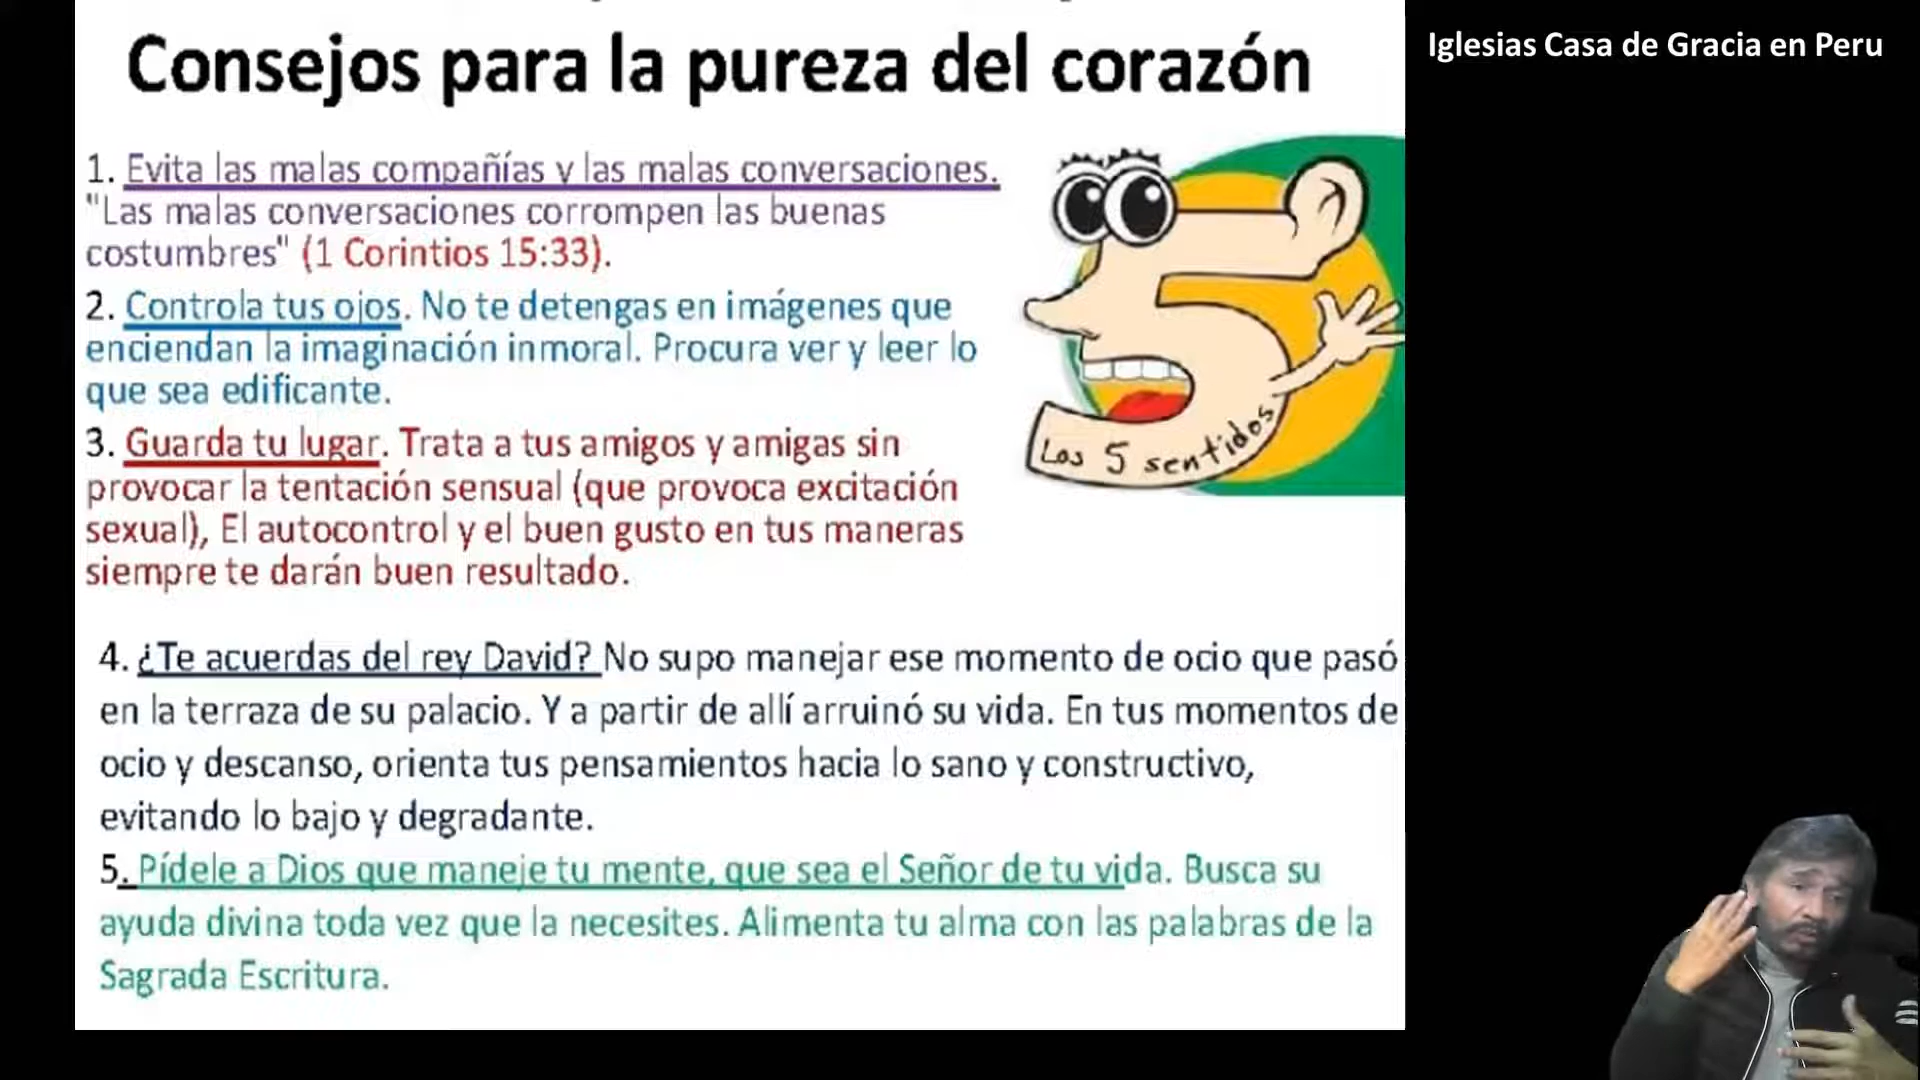 Consejos para la pureza del corazón
Iglesias Casa de Gracia en Peru
1. Evita las malas compañías y las malas conversaciones.
"Las malas conversaciones corrompen las buenas
costumbres" (1 Corintios 15:33).
2. Controla tus ojos. No te detengas en imágenes que
enciendan la imaginación inmoral. Procura ver y leer lo
que sea edificante.
3. Guarda tu lugar. Trata a tus amigos y amigas sin
provocar la tentación sensual (que provoca excitación
sexual), El autocontrol y el buen gusto en tus maneras
siempre te darán buen resultado.
Los 5 sentidos
4. ¿Te acuerdas del rey David? No supo manejar ese momento de ocio que pasó
en la terraza de su palacio. Y a partir de allí arruinó su vida. En tus momentos de
ocio y descanso, orienta tus pensamientos hacia lo sano y constructivo,
evitando lo bajo y degradante.
5. Pídele a Dios que maneje tu mente, que sea el Señor de tu vida. Busca su
ayuda divina toda vez que la necesites. Alimenta tu alma con las palabras de la
Sagrada Escritura.